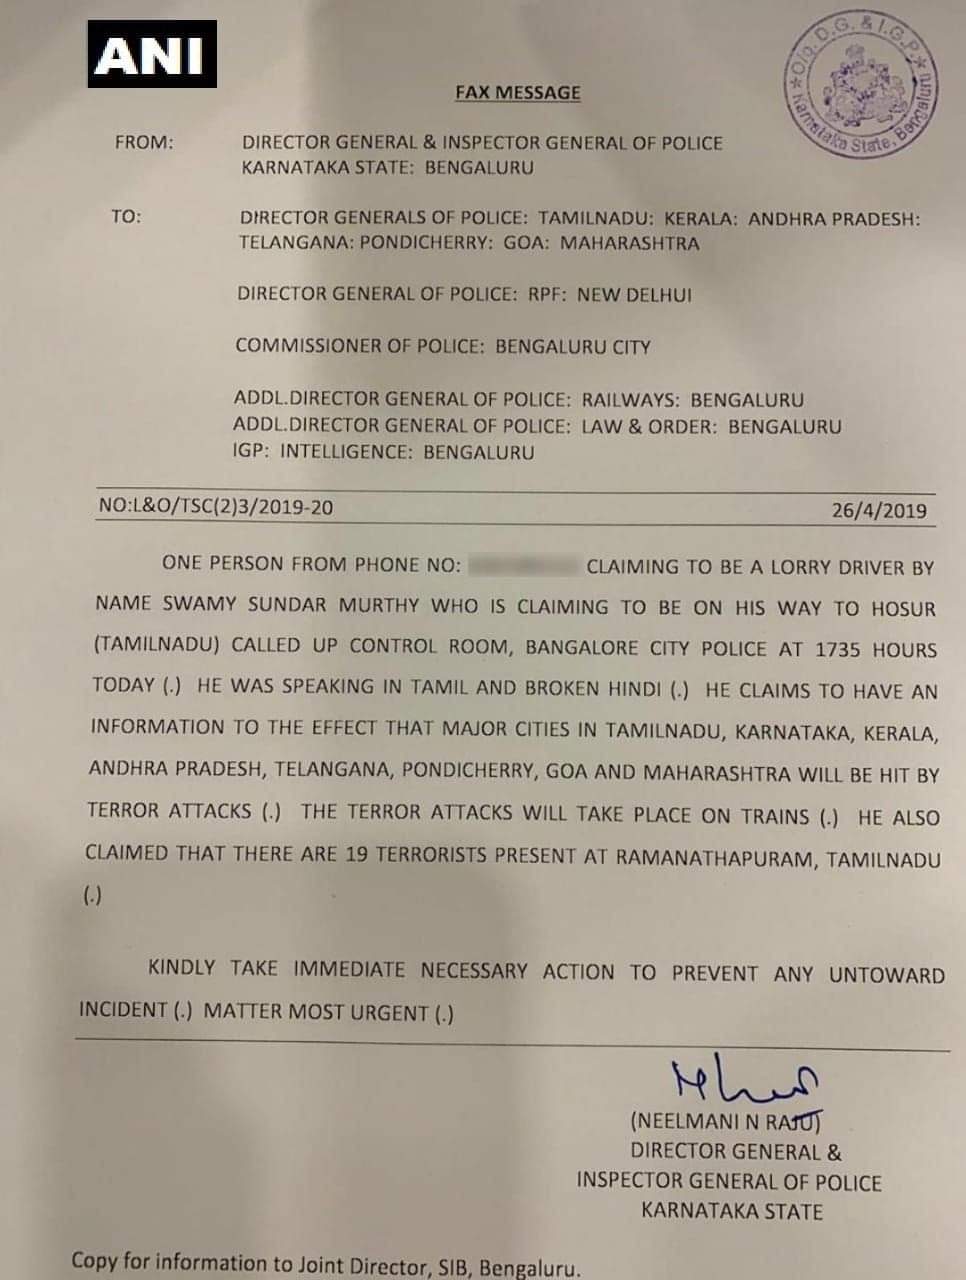 ANI
O/o. D.G. & I.G.P.
Karnataka State, Bengaluru
FAX MESSAGE
FROM: DIRECTOR GENERAL & INSPECTOR GENERAL OF POLICE
KARNATAKA STATE: BENGALURU
TO: DIRECTOR GENERALS OF POLICE: TAMILNADU: KERALA: ANDHRA PRADESH:
TELANGANA: PONDICHERRY: GOA: MAHARASHTRA
DIRECTOR GENERAL OF POLICE: RPF: NEW DELHUI
COMMISSIONER OF POLICE: BENGALURU CITY
ADDL.DIRECTOR GENERAL OF POLICE: RAILWAYS: BENGALURU
ADDL.DIRECTOR GENERAL OF POLICE: LAW & ORDER: BENGALURU
IGP: INTELLIGENCE: BENGALURU
NO:L&O/TSC(2)3/2019-20 26/4/2019
ONE PERSON FROM PHONE NO: CLAIMING TO BE A LORRY DRIVER BY
NAME SWAMY SUNDAR MURTHY WHO IS CLAIMING TO BE ON HIS WAY TO HOSUR
(TAMILNADU) CALLED UP CONTROL ROOM, BANGALORE CITY POLICE AT 1735 HOURS
TODAY (.) HE WAS SPEAKING IN TAMIL AND BROKEN HINDI (.) HE CLAIMS TO HAVE AN
INFORMATION TO THE EFFECT THAT MAJOR CITIES IN TAMILNADU, KARNATAKA, KERALA,
ANDHRA PRADESH, TELANGANA, PONDICHERRY, GOA AND MAHARASHTRA WILL BE HIT BY
TERROR ATTACKS (.) THE TERROR ATTACKS WILL TAKE PLACE ON TRAINS (.) HE ALSO
CLAIMED THAT THERE ARE 19 TERRORISTS PRESENT AT RAMANATHAPURAM, TAMILNADU
(.)
KINDLY TAKE IMMEDIATE NECESSARY ACTION TO PREVENT ANY UNTOWARD
INCIDENT (.) MATTER MOST URGENT (.)
(NEELMANI N RAJU)
DIRECTOR GENERAL &
INSPECTOR GENERAL OF POLICE
KARNATAKA STATE
Copy for information to Joint Director, SIB, Bengaluru.